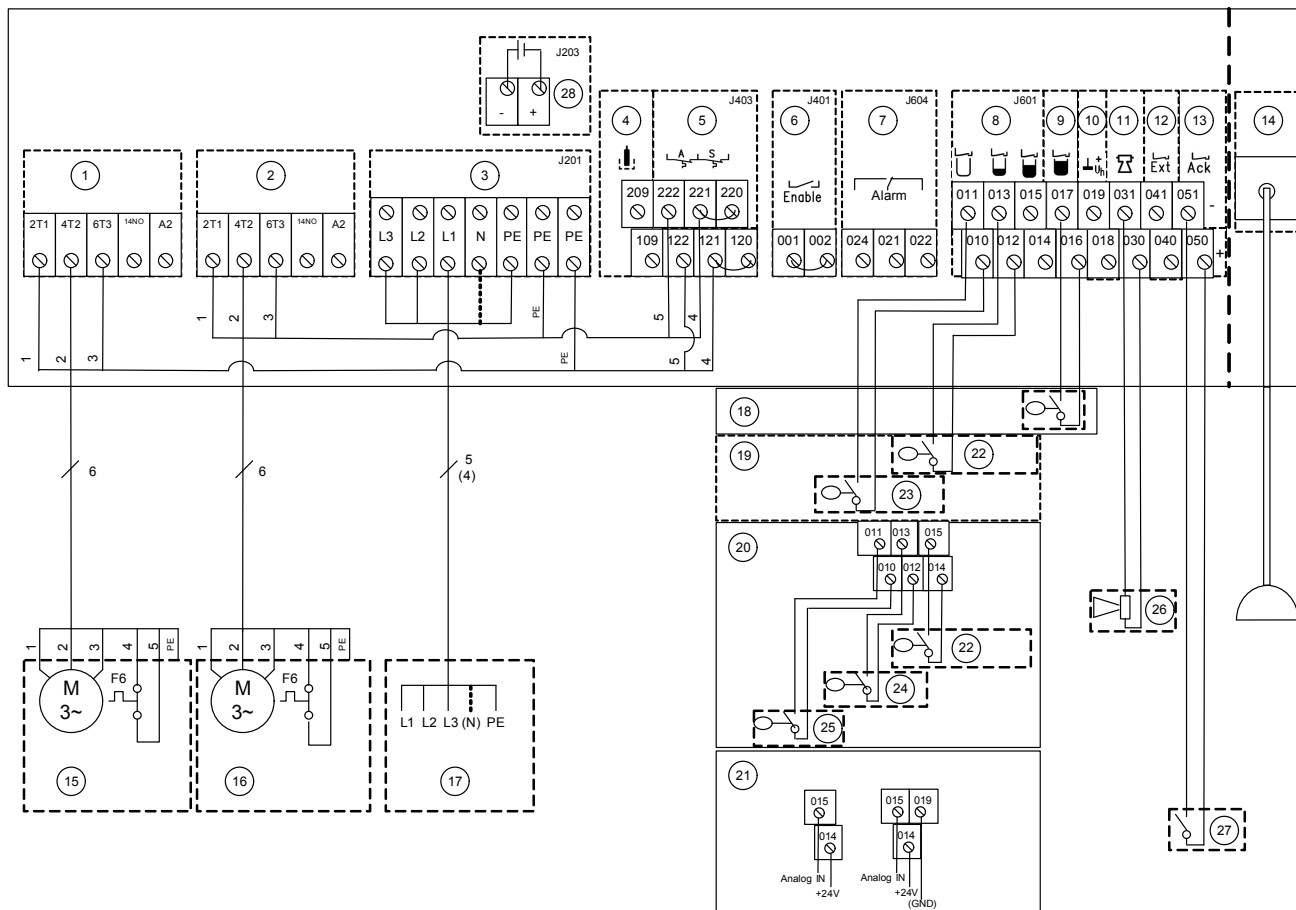 J203
28
- +
J403
J401
J604
J601
4
5
6
7
8
9
10
11
12
13
14
A S
Enable
Alarm
+
Uh
Ext
Ack
1
2
3
J201
209 222 221 220
011 013 015 017 019 031 041 051 -
2T1 4T2 6T3 14NO A2
2T1 4T2 6T3 14NO A2
L3 L2 L1 N PE PE PE
109 122 121 120
001 002
024 021 022
010 012 014 016 018 030 040 050 +
1 2 3
1 2 3
PE
PE
5 4
5 4
18
6
6
5
(4)
19
22
23
20
011 013 015
010 012 014
26
22
24
25
1 2 3 4 5 PE
1 2 3 4 5 PE
M
3~
F6
M
3~
F6
L1 L2 L3 (N) PE
15
16
17
21
015
014
Analog IN
+24V
015 019
014
Analog IN
+24V
(GND)
27